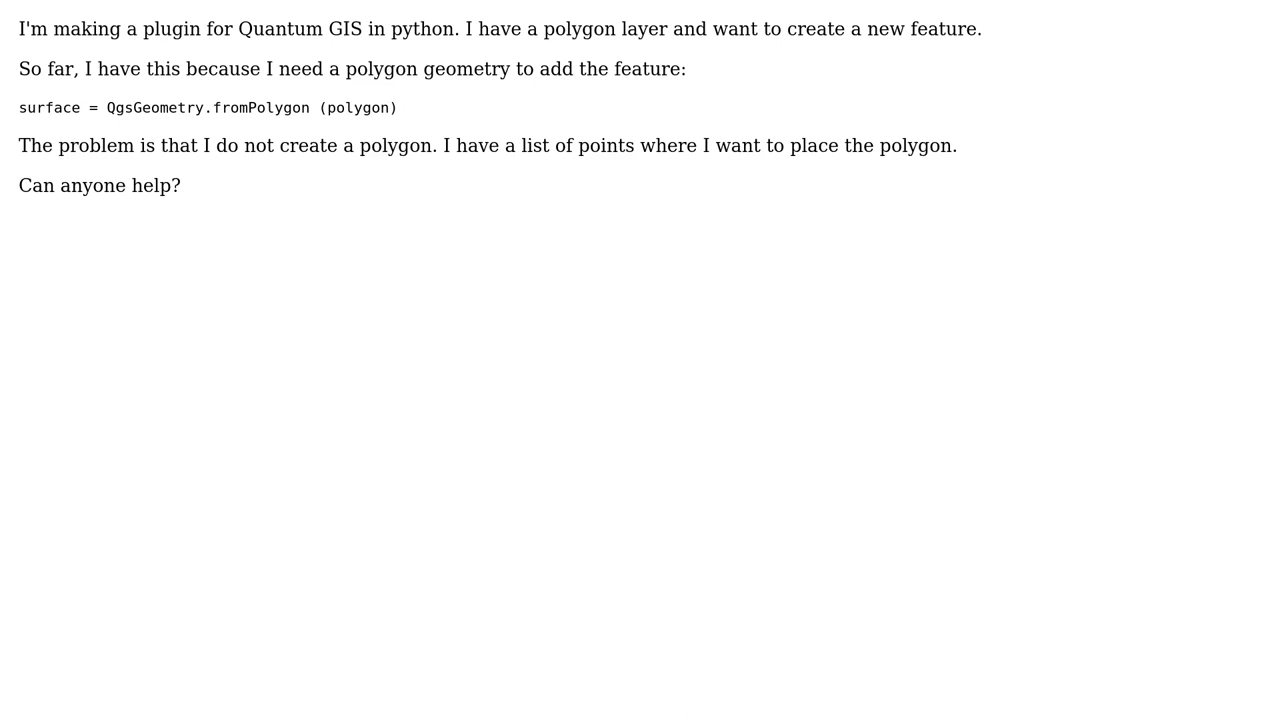 I'm making a plugin for Quantum GIS in python. I have a polygon layer and want to create a new feature.
So far, I have this because I need a polygon geometry to add the feature:
surface = QgsGeometry.fromPolygon (polygon)
The problem is that I do not create a polygon. I have a list of points where I want to place the polygon.
Can anyone help?